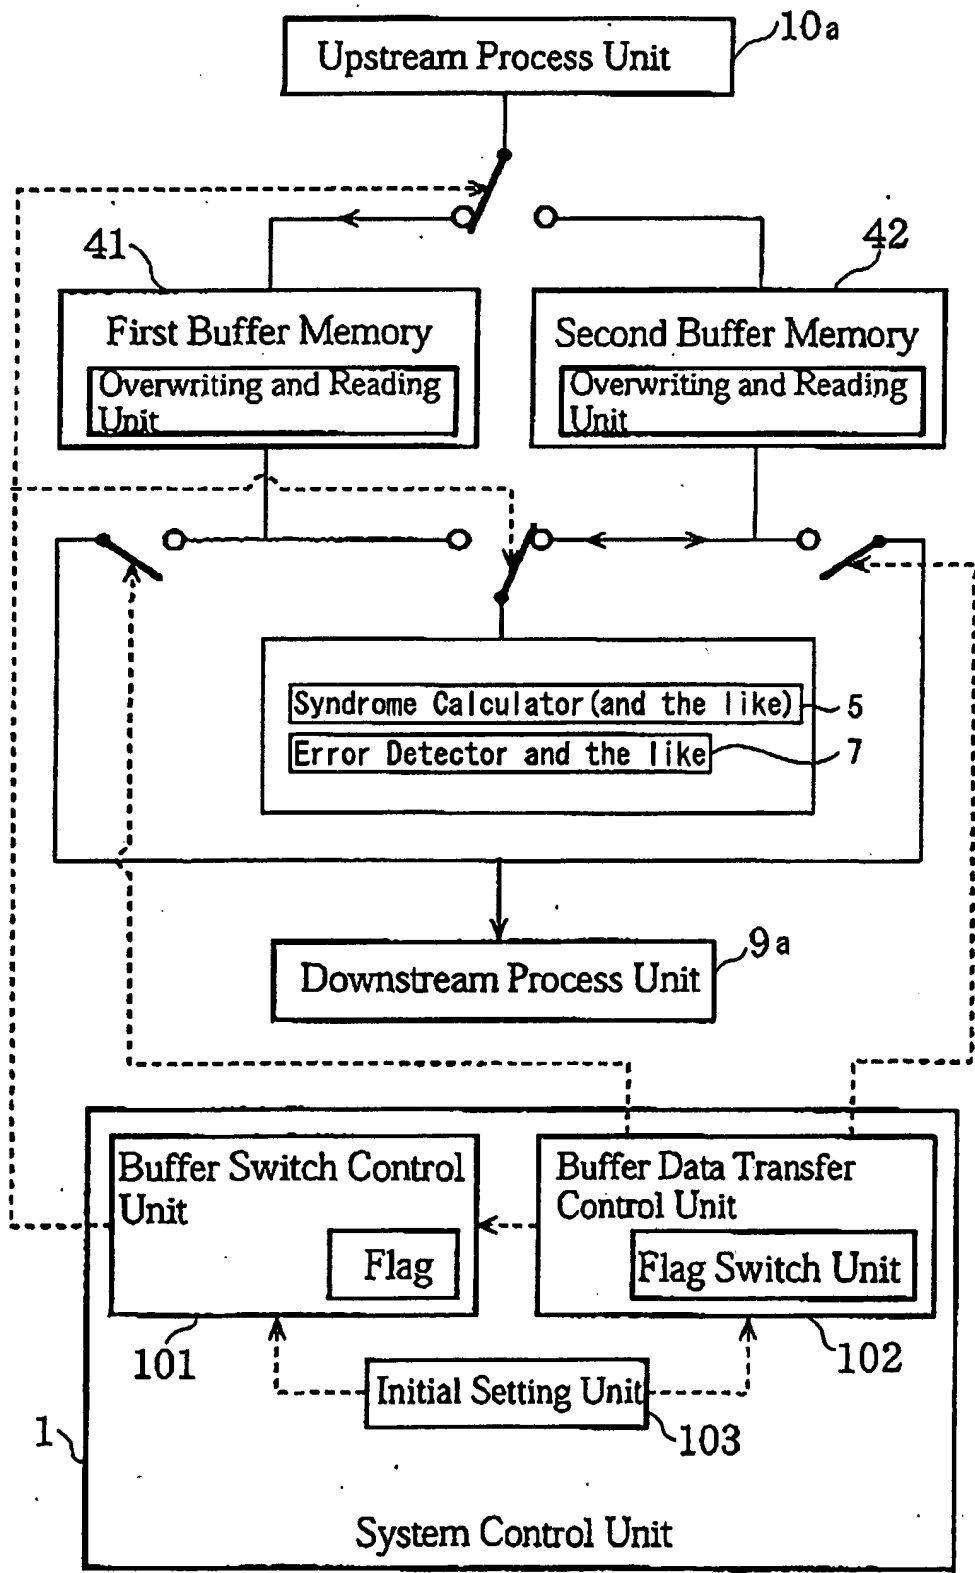 10a
Upstream Process Unit
41
42
First Buffer Memory
Overwriting and Reading
Unit
Second Buffer Memory
Overwriting and Reading
Unit
Syndrome Calculator(and the like)
5
Error Detector and the like
7
9a
Downstream Process Unit
Buffer Switch Control
Unit
Flag
Buffer Data Transfer
Control Unit
Flag Switch Unit
101
102
Initial Setting Unit
103
1
System Control Unit